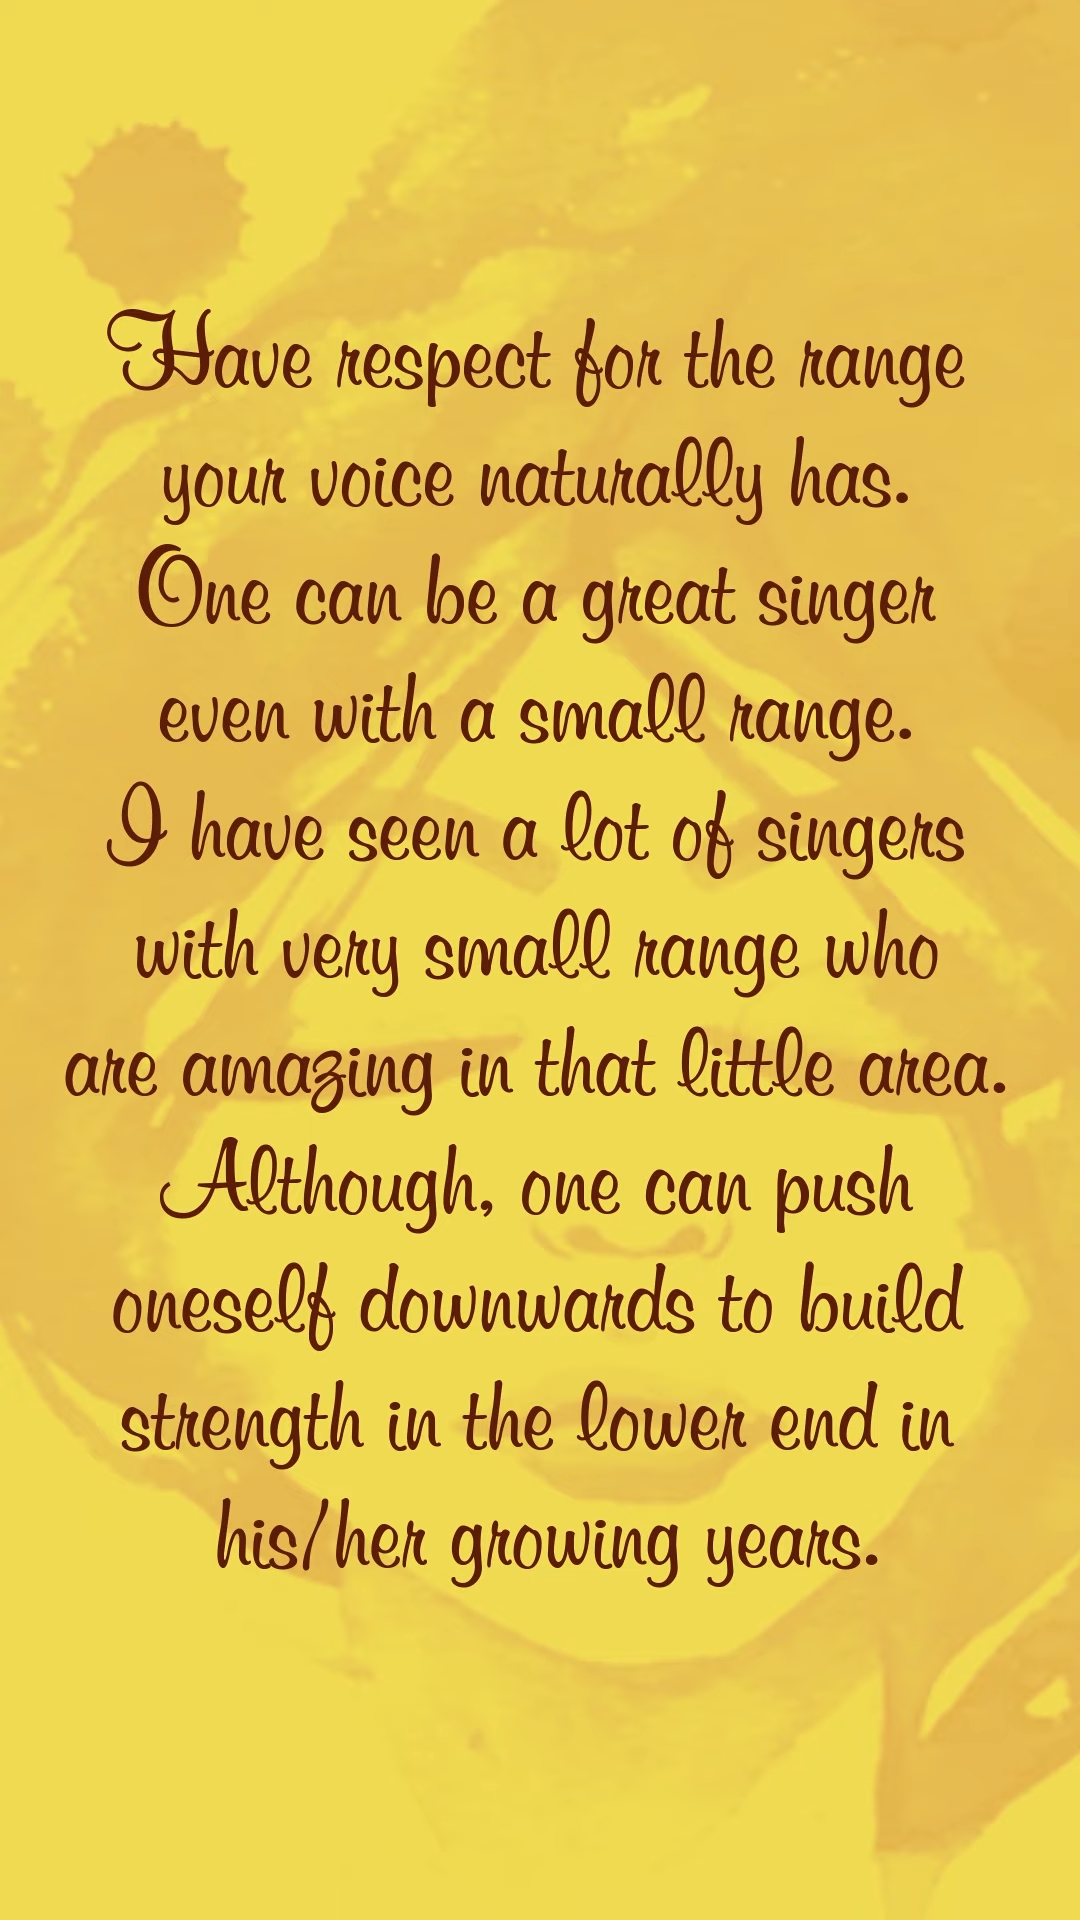 Have respect for the range
your voice naturally has.
One can be a great singer
even with a small range.
I have seen a lot of singers
with very small range who
are amazing in that little area.
Although, one can push
oneself downwards to build
strength in the lower end in
his/her growing years.